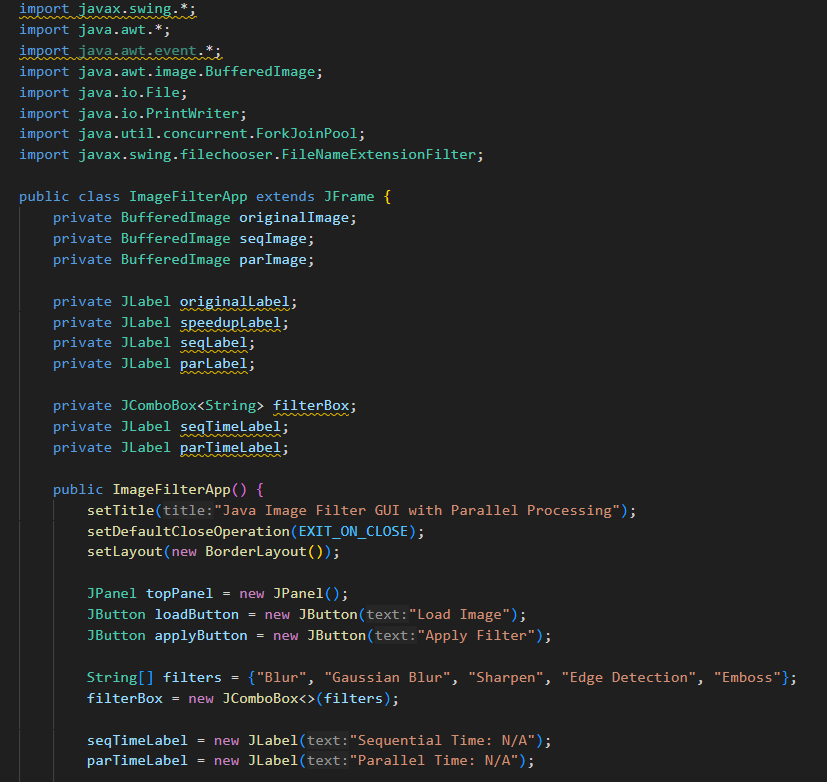 import javax.swing.*;
import java.awt.*;
import java.awt.event.*;
import java.awt.image.BufferedImage;
import java.io.File;
import java.io.PrintWriter;
import java.util.concurrent.ForkJoinPool;
import javax.swing.filechooser.FileNameExtensionFilter;

public class ImageFilterApp extends JFrame {
    private BufferedImage originalImage;
    private BufferedImage seqImage;
    private BufferedImage parImage;

    private JLabel originalLabel;
    private JLabel speedupLabel;
    private JLabel seqLabel;
    private JLabel parLabel;

    private JComboBox<String> filterBox;
    private JLabel seqTimeLabel;
    private JLabel parTimeLabel;

    public ImageFilterApp() {
        setTitle(title:"Java Image Filter GUI with Parallel Processing");
        setDefaultCloseOperation(EXIT_ON_CLOSE);
        setLayout(new BorderLayout());

        JPanel topPanel = new JPanel();
        JButton loadButton = new JButton(text:"Load Image");
        JButton applyButton = new JButton(text:"Apply Filter");

        String[] filters = {"Blur", "Gaussian Blur", "Sharpen", "Edge Detection", "Emboss"};
        filterBox = new JComboBox<>(filters);

        seqTimeLabel = new JLabel(text:"Sequential Time: N/A");
        parTimeLabel = new JLabel(text:"Parallel Time: N/A");